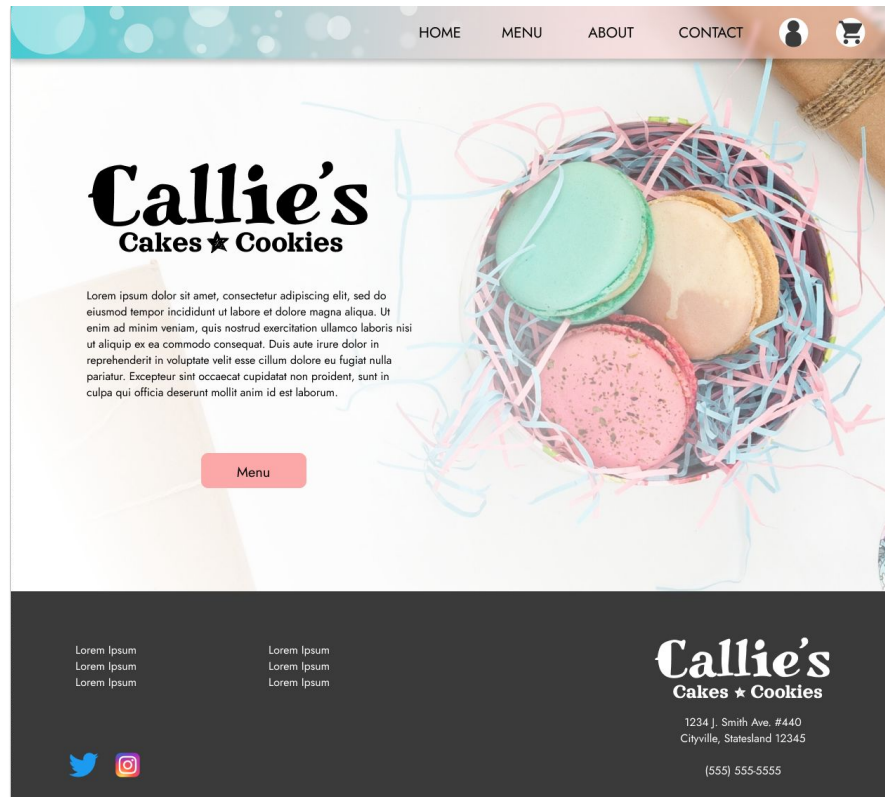 HOME MENU ABOUT CONTACT
Callie's
Cakes ★ Cookies
Lorem ipsum dolor sit amet, consectetur adipiscing elit, sed do
eiusmod tempor incididunt ut labore et dolore magna aliqua. Ut
enim ad minim veniam, quis nostrud exercitation ullamco laboris nisi
ut aliquip ex ea commodo consequat. Duis aute irure dolor in
reprehenderit in voluptate velit esse cillum dolore eu fugiat nulla
pariatur. Excepteur sint occaecat cupidatat non proident, sunt in
culpa qui officia deserunt mollit anim id est laborum.
Menu
Lorem Ipsum
Lorem Ipsum
Lorem Ipsum
Lorem Ipsum
Lorem Ipsum
Lorem Ipsum
Callie's
Cakes ★ Cookies
1234 J. Smith Ave. #440
Cityville, Statesland 12345
(555) 555-5555